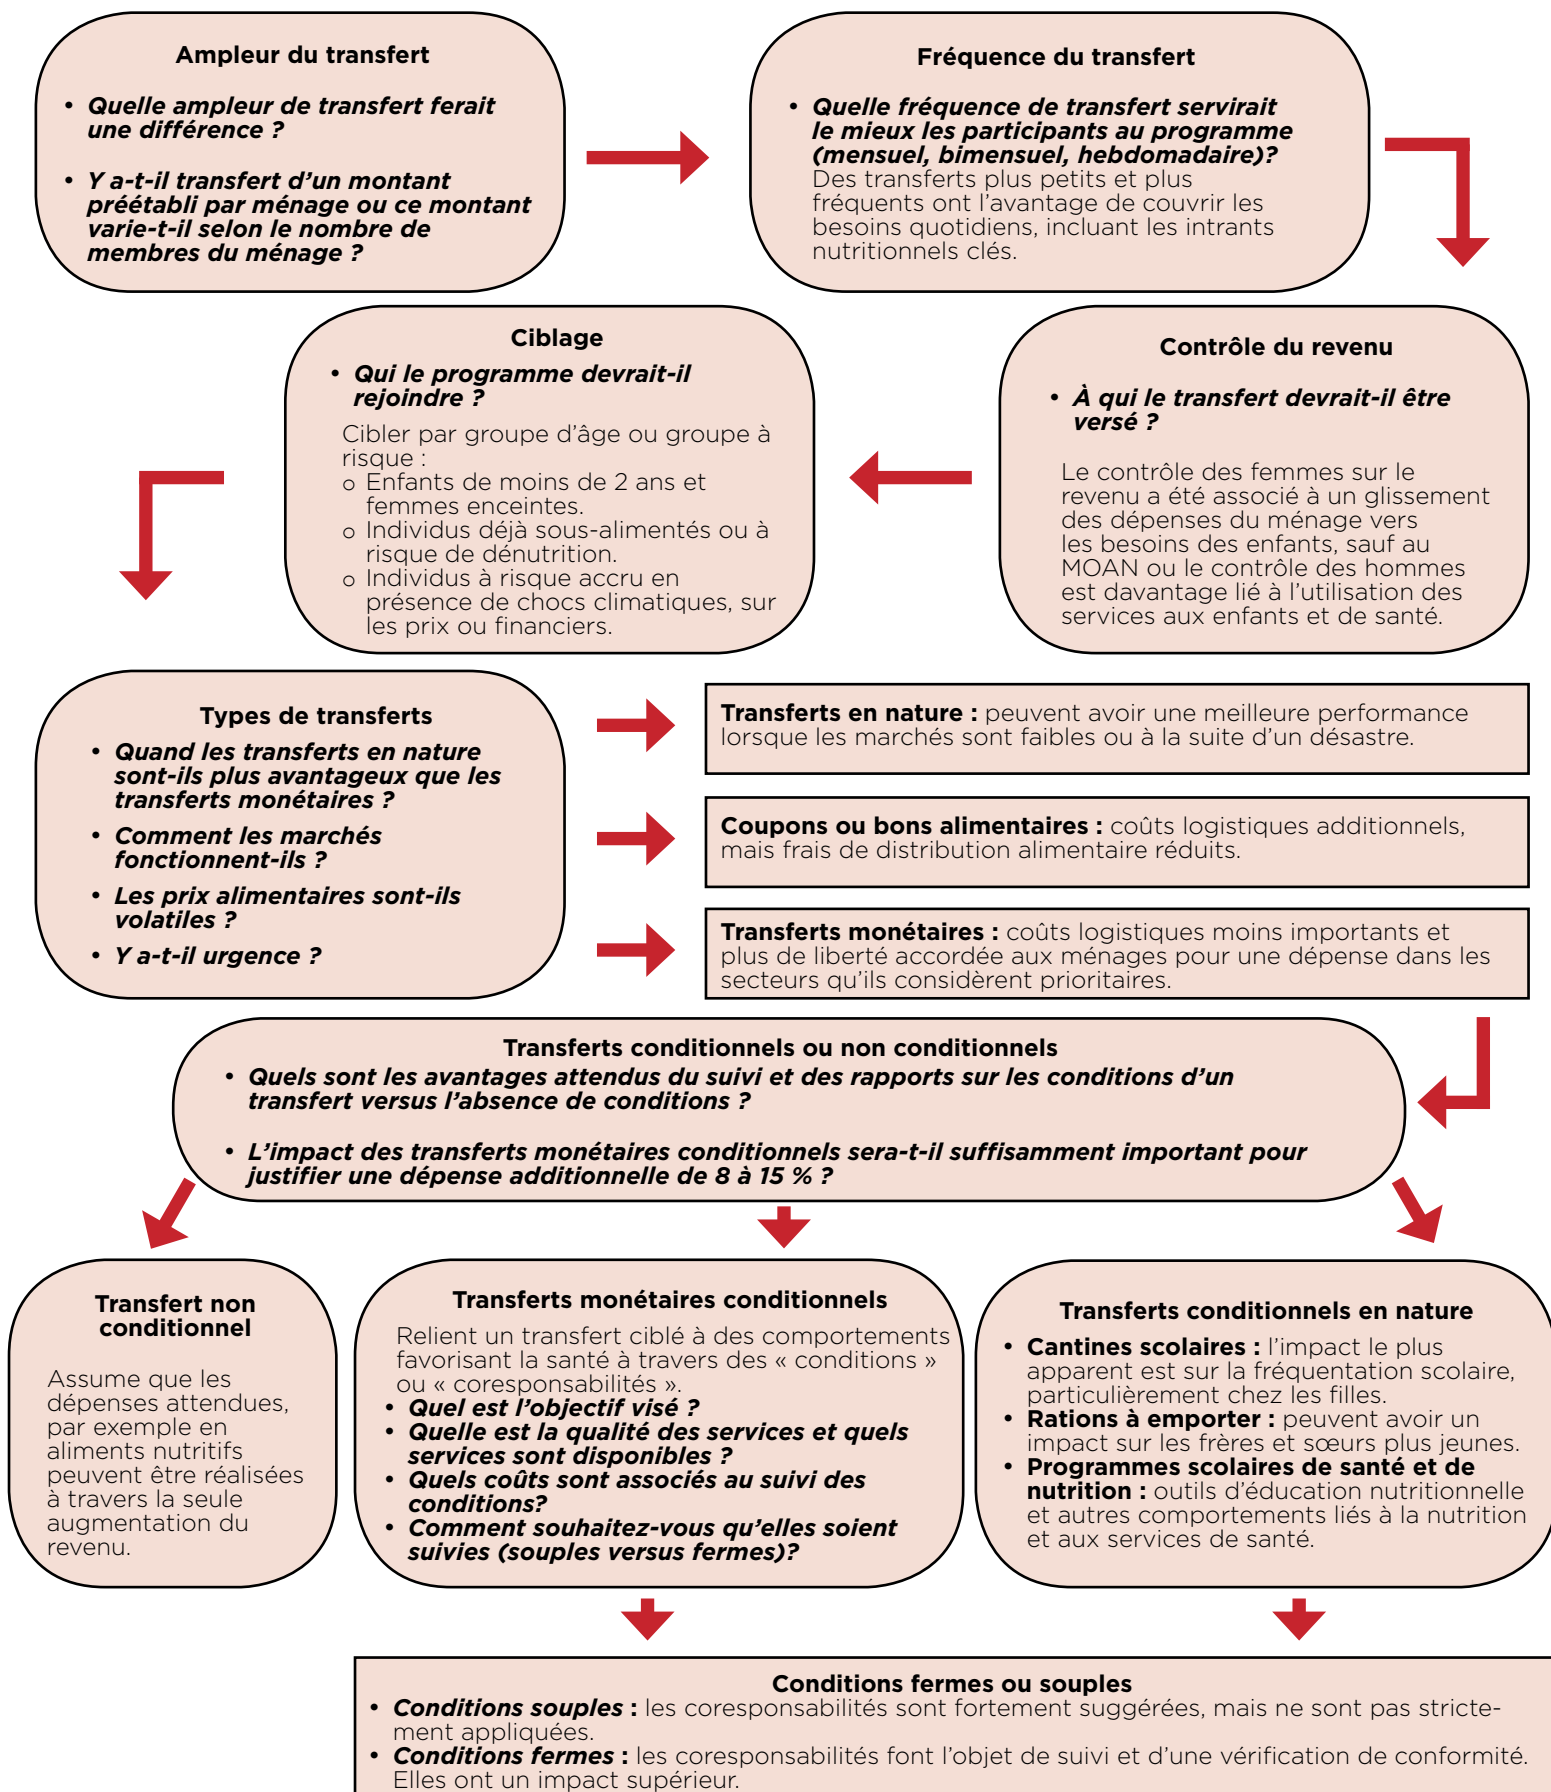 Ampleur du transfert
• Quelle ampleur de transfert ferait
une différence ?
• Y a-t-il transfert d’un montant
préétabli par ménage ou ce montant
varie-t-il selon le nombre de
membres du ménage ?
Fréquence du transfert
• Quelle fréquence de transfert servirait
le mieux les participants au programme
(mensuel, bimensuel, hebdomadaire)?
Des transferts plus petits et plus
fréquents ont l’avantage de couvrir les
besoins quotidiens, incluant les intrants
nutritionnels clés.
Contrôle du revenu
• À qui le transfert devrait-il être
versé ?
Le contrôle des femmes sur le
revenu a été associé à un glissement
des dépenses du ménage vers
les besoins des enfants, sauf au
MOAN ou le contrôle des hommes
est davantage lié à l’utilisation des
services aux enfants et de santé.
Ciblage
• Qui le programme devrait-il
rejoindre ?
Cibler par groupe d’âge ou groupe à
risque :
o Enfants de moins de 2 ans et
femmes enceintes.
o Individus déjà sous-alimentés ou à
risque de dénutrition.
o Individus à risque accru en
présence de chocs climatiques, sur
les prix ou financiers.
Types de transferts
• Quand les transferts en nature
sont-ils plus avantageux que les
transferts monétaires ?
• Comment les marchés
fonctionnent-ils ?
• Les prix alimentaires sont-ils
volatiles ?
• Y a-t-il urgence ?
Transferts en nature : peuvent avoir une meilleure performance
lorsque les marchés sont faibles ou à la suite d’un désastre.
Coupons ou bons alimentaires : coûts logistiques additionnels,
mais frais de distribution alimentaire réduits.
Transferts monétaires : coûts logistiques moins importants et
plus de liberté accordée aux ménages pour une dépense dans les
secteurs qu’ils considèrent prioritaires.
Transferts conditionnels ou non conditionnels
• Quels sont les avantages attendus du suivi et des rapports sur les conditions d’un
transfert versus l’absence de conditions ?
• L’impact des transferts monétaires conditionnels sera-t-il suffisamment important pour
justifier une dépense additionnelle de 8 à 15 % ?
Transfert non
conditionnel
Assume que les
dépenses attendues,
par exemple en
aliments nutritifs
peuvent être réalisées
à travers la seule
augmentation du
revenu.
Transferts monétaires conditionnels
Relient un transfert ciblé à des comportements
favorisant la santé à travers des « conditions »
ou « coresponsabilités ».
• Quel est l’objectif visé ?
• Quelle est la qualité des services et quels
services sont disponibles ?
• Quels coûts sont associés au suivi des
conditions?
• Comment souhaitez-vous qu’elles soient
suivies (souples versus fermes)?
Transferts conditionnels en nature
• Cantines scolaires : l’impact le plus
apparent est sur la fréquentation scolaire,
particulièrement chez les filles.
• Rations à emporter : peuvent avoir un
impact sur les frères et sœurs plus jeunes.
• Programmes scolaires de santé et de
nutrition : outils d’éducation nutritionnelle
et autres comportements liés à la nutrition
et aux services de santé.
Conditions fermes ou souples
• Conditions souples : les coresponsabilités sont fortement suggérées, mais ne sont pas stricte-
ment appliquées.
• Conditions fermes : les coresponsabilités font l’objet de suivi et d’une vérification de conformité.
Elles ont un impact supérieur.